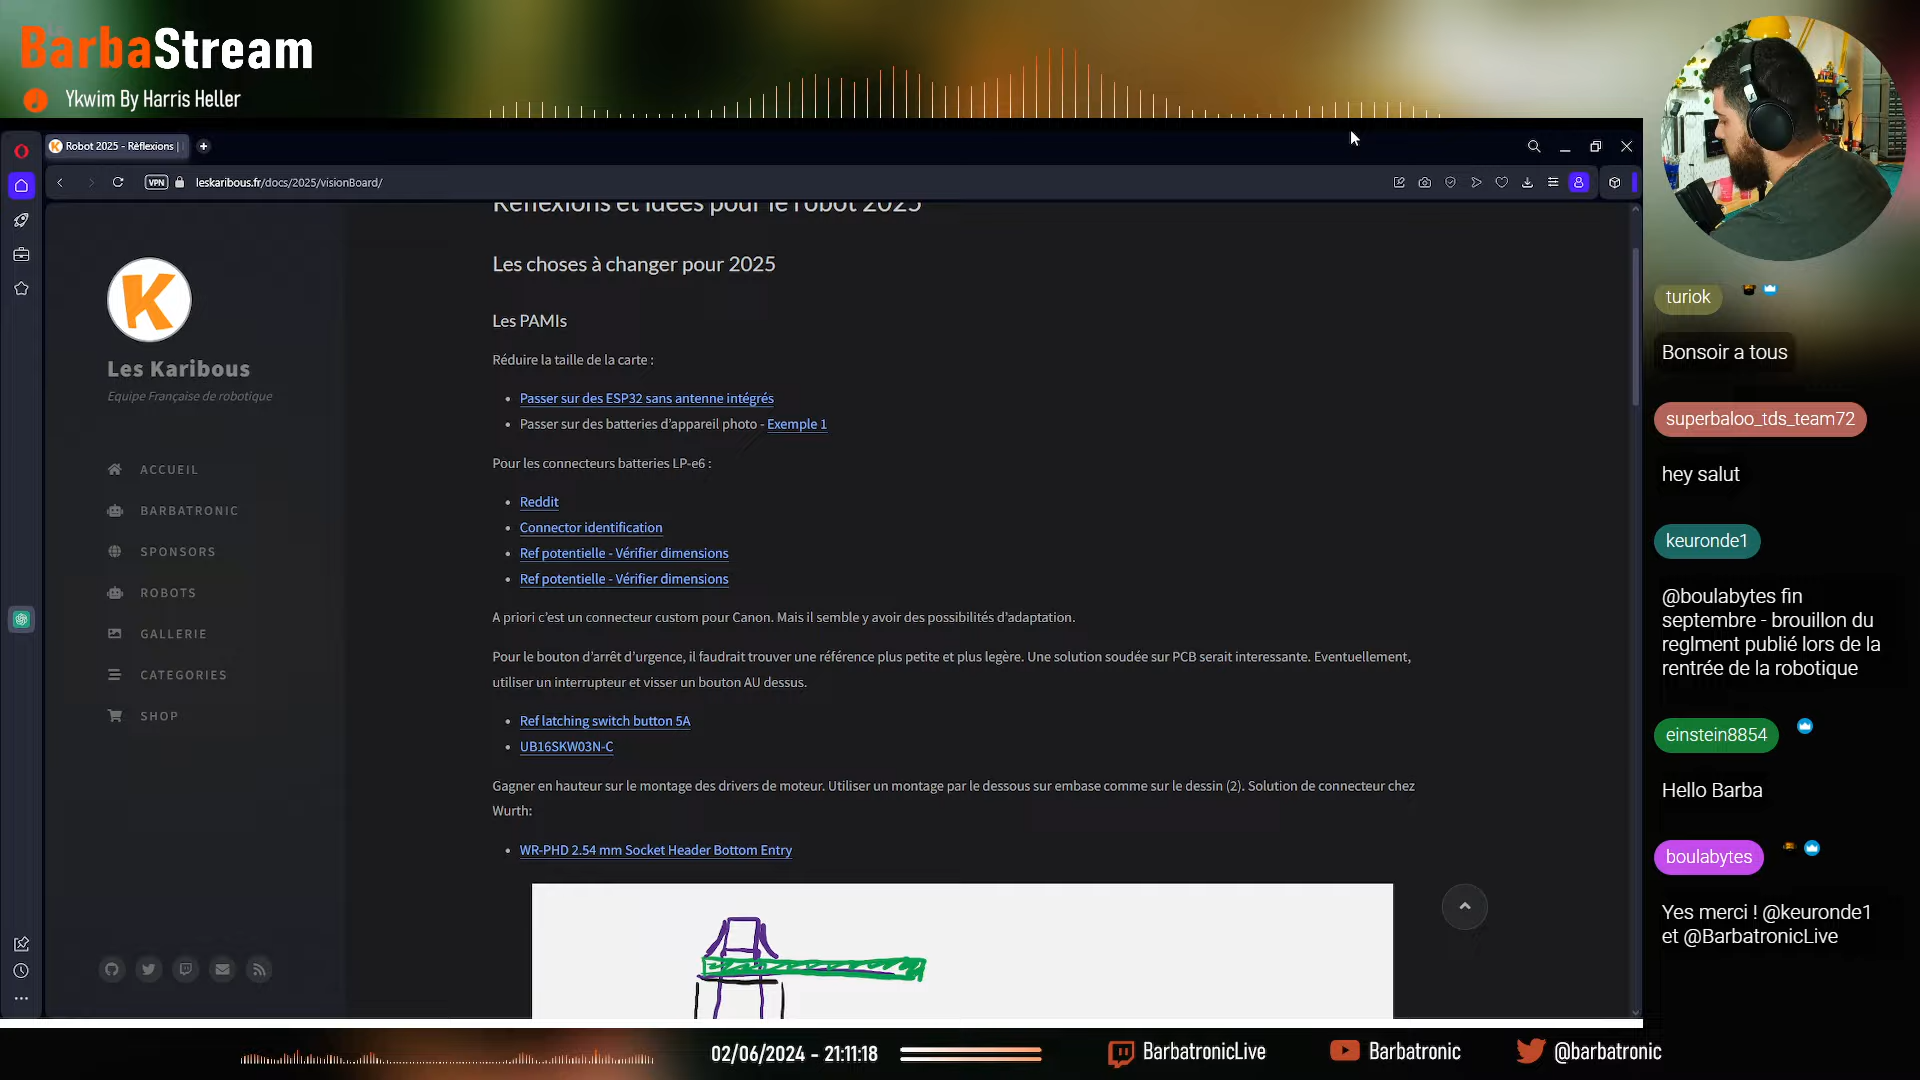 BarbaStream
Ykwim By Harris Heller
Robot 2025 - Réflexions |
VPN
leskaribous.fr/docs/2025/visionBoard/
Les Karibous
Equipe Française de robotique
ACCUEIL
BARBATRONIC
SPONSORS
ROBOTS
GALLERIE
CATEGORIES
SHOP
Réflexions et idées pour le robot 2025
Les choses à changer pour 2025
Les PAMIs
Réduire la taille de la carte :
Passer sur des ESP32 sans antenne intégrés
Passer sur des batteries d’appareil photo - Exemple 1
Pour les connecteurs batteries LP-e6 :
Reddit
Connector identification
Ref potentielle - Vérifier dimensions
Ref potentielle - Vérifier dimensions
A priori c’est un connecteur custom pour Canon. Mais il semble y avoir des possibilités d’adaptation.
Pour le bouton d’arrêt d’urgence, il faudrait trouver une référence plus petite et plus legère. Une solution soudée sur PCB serait interessante. Eventuellement,
utiliser un interrupteur et visser un bouton AU dessus.
Ref latching switch button 5A
UB16SKW03N-C
Gagner en hauteur sur le montage des drivers de moteur. Utiliser un montage par le dessous sur embase comme sur le dessin (2). Solution de connecteur chez
Wurth:
WR-PHD 2.54 mm Socket Header Bottom Entry
turiok
Bonsoir a tous
superbaloo_tds_team72
hey salut
keuronde1
@boulabytes fin
septembre - brouillon du
reglment publié lors de la
rentrée de la robotique
einstein8854
Hello Barba
boulabytes
Yes merci ! @keuronde1
et @BarbatronicLive
02/06/2024 - 21:11:18
BarbatronicLive
Barbatronic
@barbatronic